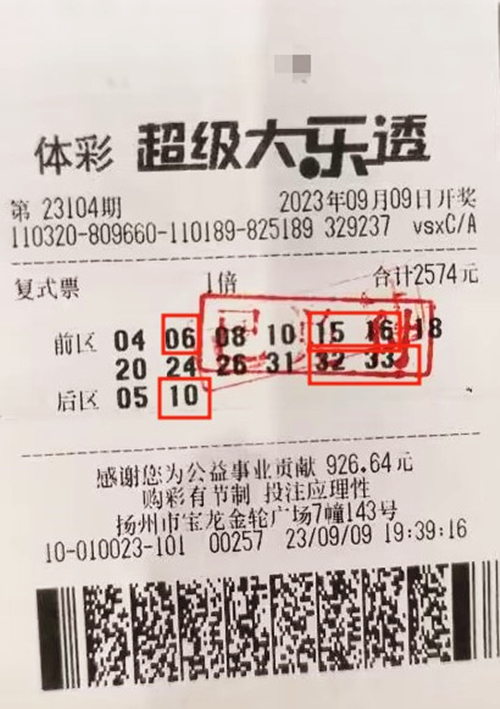 体彩 超级大乐透
第 23104期 2023年09月09日开奖
110320-809660-110189-825189 329237 vsxC/A
复式票 1倍 合计2574元
前区 04 06 08 10 15 16 18
20 24 26 31 32 33
后区 05 10
感谢您为公益事业贡献 926.64元
购彩有节制 投注应理性
扬州市宝龙金轮广场7幢143号
10-010023-101 00257 23/09/09 19:39:16